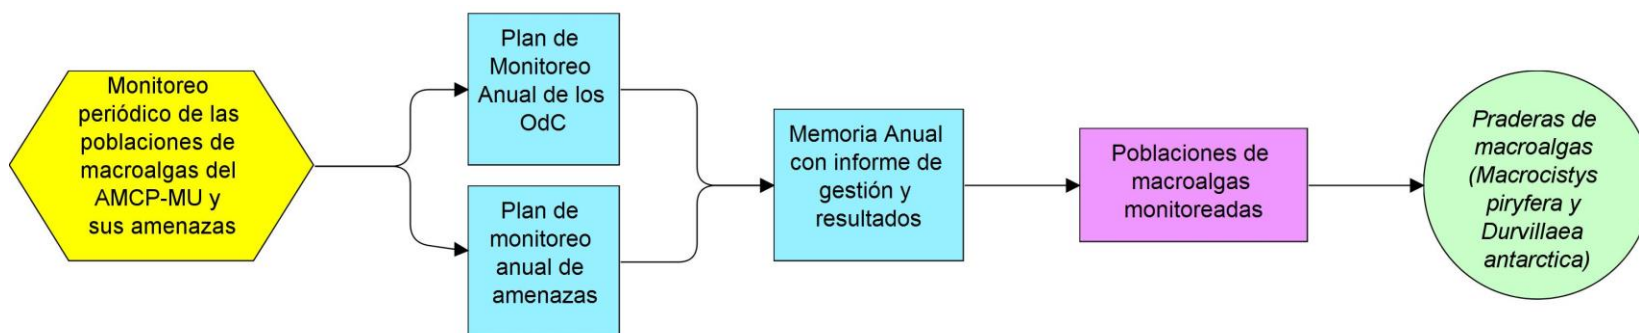 Monitoreo
periódico de las
poblaciones de
macroalgas del
AMCP-MU y
sus amenazas
Plan de
Monitoreo
Anual de los
OdC
Plan de
monitoreo
anual de
amenazas
Memoria Anual
con informe de
gestión y
resultados
Poblaciones de
macroalgas
monitoreadas
Praderas de
macroalgas
(Macrocistys
piryfera y
Durvillaea
antarctica)